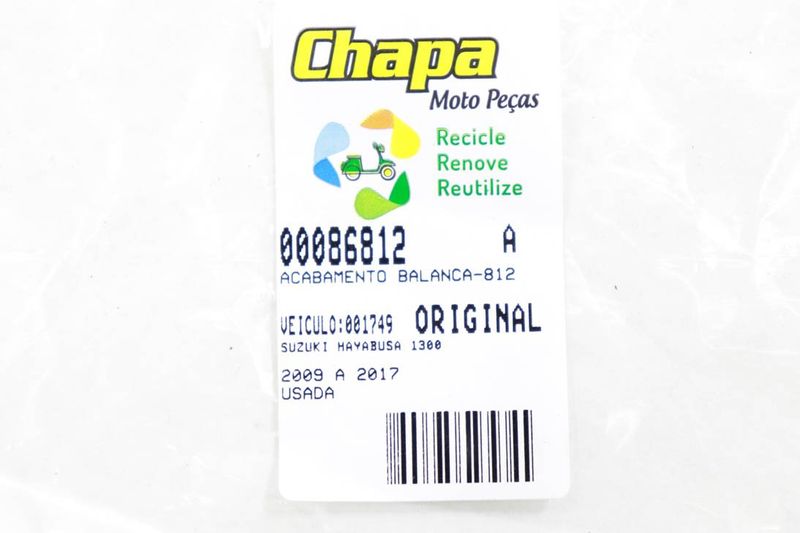 Chapa
Moto Peças
Recicle
Renove
Reutilize
00086812 A
ACABAMENTO BALANCA-812
VEICULO:001749 ORIGINAL
SUZUKI HAYABUSA 1300
2009 A 2017
USADA